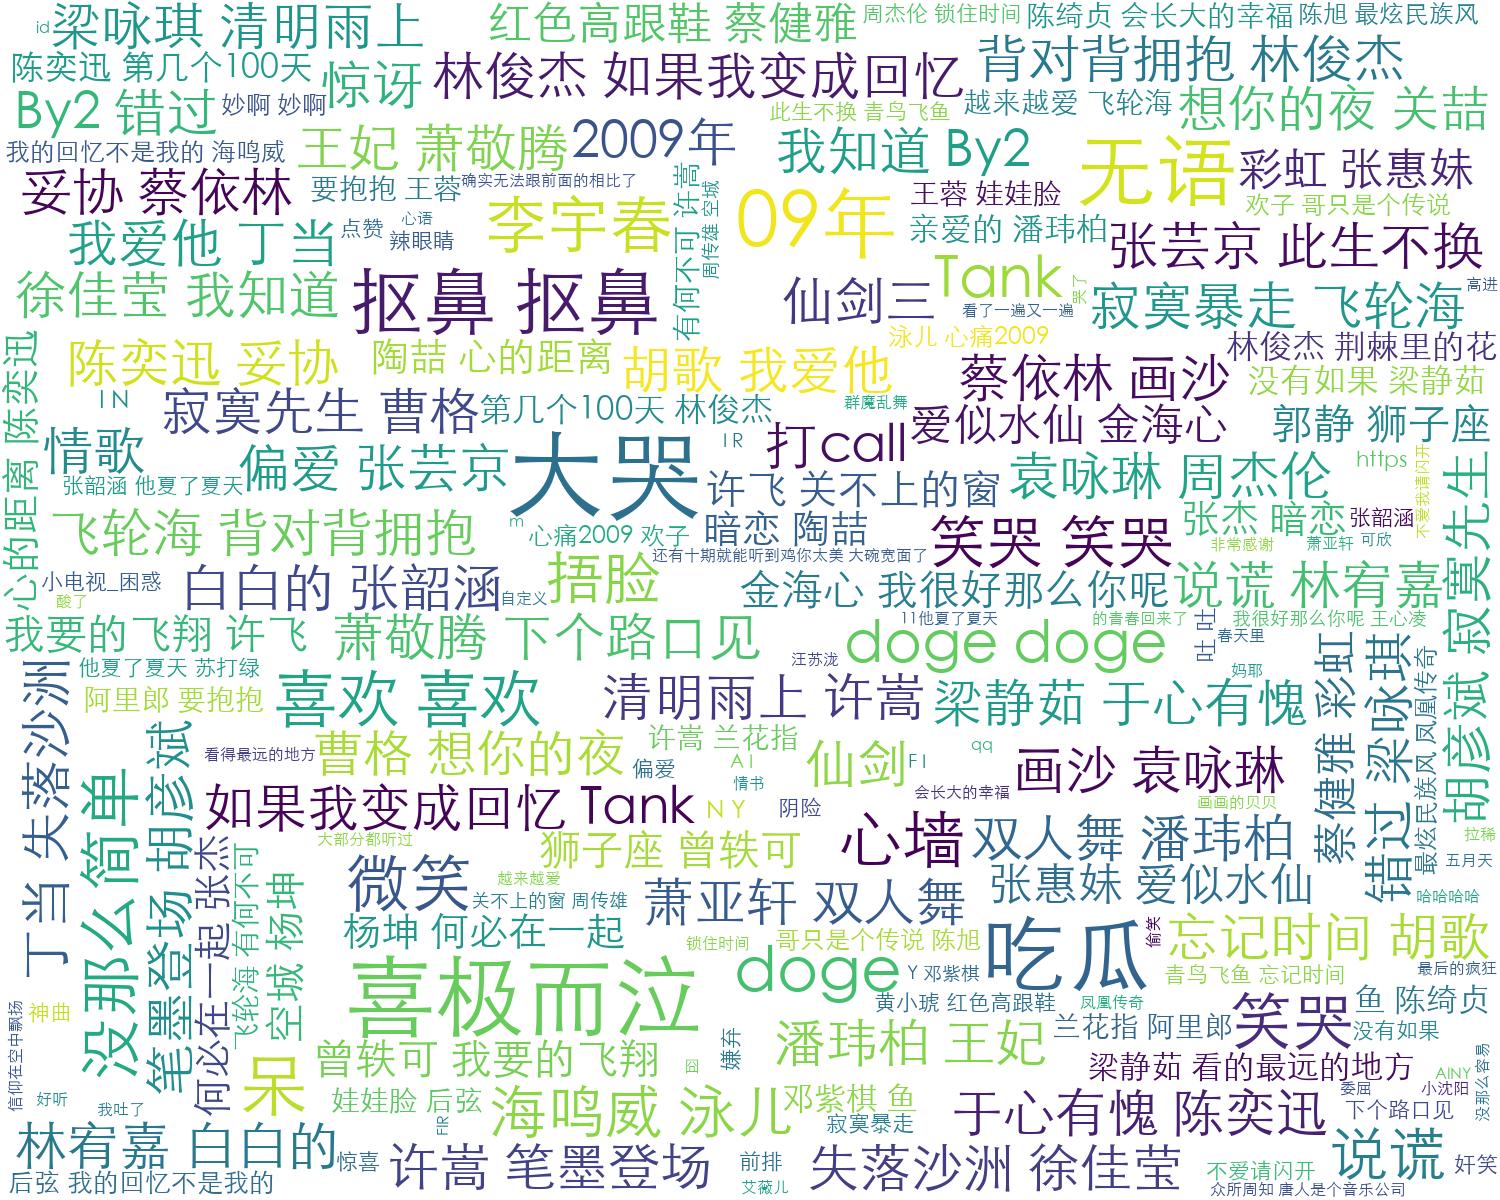 id
梁咏琪 清明雨上
红色高跟鞋 蔡健雅
周杰伦 锁住时间
陈绮贞 会长大的幸福
陈旭 最炫民族风
陈奕迅 第几个100天
惊讶
林俊杰 如果我变成回忆
背对背拥抱 林俊杰
By2 错过
妙啊 妙啊
此生不换 青鸟飞鱼
越来越爱 飞轮海
想你的夜 关喆
我的回忆不是我的 海鸣威
王妃 萧敬腾
2009年
我知道 By2
无语
彩虹 张惠妹
妥协 蔡依林
要抱抱 王蓉
确实无法跟前面的相比了
有何不可 许嵩
周传雄 空城
李宇春
09年
王蓉 娃娃脸
欢子 哥只是个传说
我爱他 丁当
点赞
心语
辣眼睛
亲爱的 潘玮柏
张芸京 此生不换
徐佳莹 我知道
抠鼻 抠鼻
仙剑三
Tank
哭了
看了一遍又一遍
寂寞暴走 飞轮海
高进
心的距离 陈奕迅
陈奕迅 妥协
陶喆 心的距离
胡歌 我爱他
泳儿 心痛2009
蔡依林 画沙
林俊杰 荆棘里的花
没有如果 梁静茹
I N
寂寞先生 曹格
第几个100天 林俊杰
群魔乱舞
爱似水仙 金海心
郭静 狮子座
情歌
偏爱 张芸京
大哭
I R
打call
https
不爱我请闪开
张韶涵 他夏了夏天
许飞 关不上的窗
袁咏琳 周杰伦
飞轮海 背对背拥抱
m
心痛2009 欢子
暗恋 陶喆
笑哭 笑哭
张杰 暗恋
张韶涵
非常感谢
萧亚轩
可欣
小电视_困惑
酸了
白白的 张韶涵
自定义
捂脸
还有十期就能听到鸡你太美 大碗宽面了
金海心 我很好那么你呢
说谎 林宥嘉
胡彦斌 寂寞先生
我要的飞翔 许飞
萧敬腾 下个路口见
11他夏了夏天
doge doge
的青春回来了
吐 吐
我很好那么你呢 王心凌
春天里
丁当 失落沙洲
他夏了夏天 苏打绿
汪苏泷
妈耶
阿里郎 要抱抱
喜欢 喜欢
清明雨上 许嵩
梁静茹 于心有愧
蔡健雅 彩虹
错过 梁咏琪
最炫民族风 凤凰传奇
没那么简单
笔墨登场 胡彦斌
看得最远的地方
曹格 想你的夜
许嵩 兰花指
偏爱
A I
情书
仙剑
F I
qq
画沙 袁咏琳
会长大的幸福
画画的贝贝
如果我变成回忆 Tank
N Y
阴险
心墙
双人舞 潘玮柏
拉稀
何必在一起 张杰
飞轮海 有何不可
大部分都听过
狮子座 曾轶可
五月天
空城 杨坤
微笑
越来越爱
关不上的窗 周传雄
萧亚轩 双人舞
张惠妹 爱似水仙
哈哈哈哈
杨坤 何必在一起
锁住时间
哥只是个传说 陈旭
吃瓜
偷笑
忘记时间 胡歌
喜极而泣
doge
Y 邓紫棋
青鸟飞鱼 忘记时间
最后的疯狂
信仰在空中飘扬
神曲
黄小琥 红色高跟鞋
凤凰传奇
笑哭
鱼 陈绮贞
呆
曾轶可 我要的飞翔
囧
嫌弃
潘玮柏 王妃
兰花指 阿里郎
没有如果
梁静茹 看的最远的地方
没那么容易
好听
我吐了
娃娃脸 后弦
FIR
海鸣威 泳儿
邓紫棋 鱼
寂寞暴走
于心有愧 陈奕迅
委屈
小沈阳
AINY
下个路口见
林宥嘉 白白的
惊喜
许嵩 笔墨登场
前排
失落沙洲 徐佳莹
不爱请闪开
说谎
奸笑
后弦 我的回忆不是我的
艾薇儿
众所周知 唐人是个音乐公司